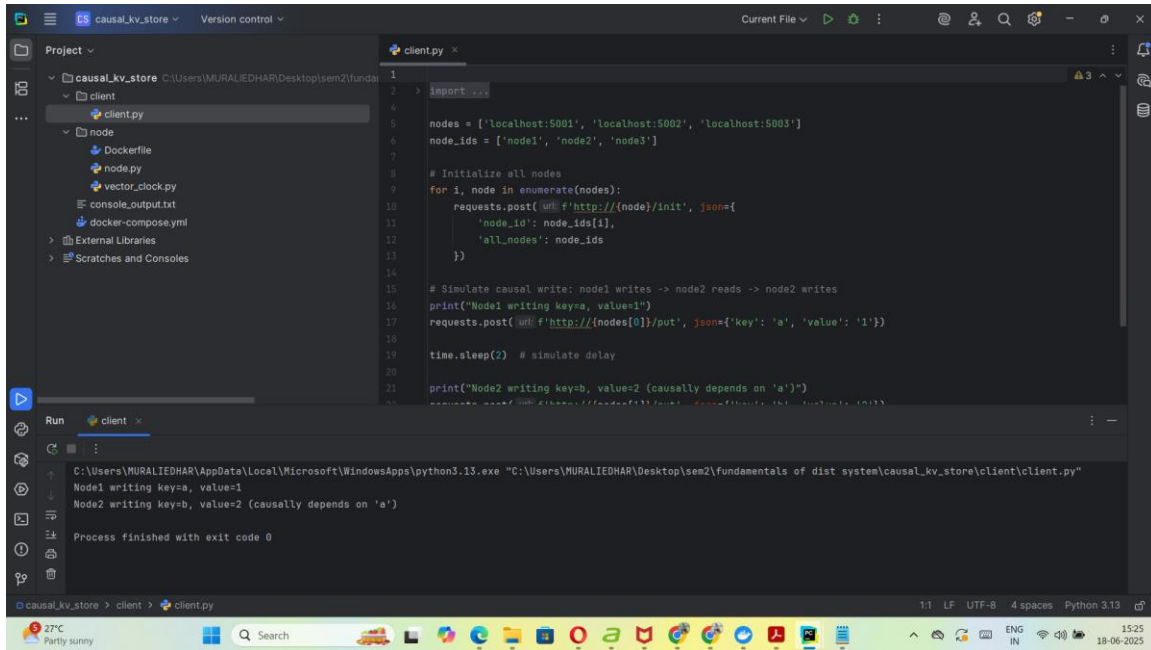 CS causal_kv_store Version control Current File
Project
client.py
causal_kv_store C:\Users\MURALIEDHAR\Desktop\sem2\fundar
client
client.py
node
Dockerfile
node.py
vector_clock.py
console_output.txt
docker-compose.yml
External Libraries
Scratches and Consoles
3
1
2 import ...
4
5 nodes = ['localhost:5001', 'localhost:5002', 'localhost:5003']
6 node_ids = ['node1', 'node2', 'node3']
7
8 # Initialize all nodes
9 for i, node in enumerate(nodes):
10 requests.post( url: f'http://{node}/init', json={
11 'node_id': node_ids[i],
12 'all_nodes': node_ids
13 })
14
15 # Simulate causal write: node1 writes -> node2 reads -> node2 writes
16 print("Node1 writing key=a, value=1")
17 requests.post( url: f'http://{nodes[0]}/put', json={'key': 'a', 'value': '1'})
18
19 time.sleep(2) # simulate delay
20
21 print("Node2 writing key=b, value=2 (causally depends on 'a')")
Run client
C:\Users\MURALIEDHAR\AppData\Local\Microsoft\WindowsApps\python3.13.exe "C:\Users\MURALIEDHAR\Desktop\sem2\fundamentals of dist system\causal_kv_store\client\client.py"
Node1 writing key=a, value=1
Node2 writing key=b, value=2 (causally depends on 'a')
Process finished with exit code 0
causal_kv_store > client > client.py 1:1 LF UTF-8 4 spaces Python 3.13
5
27°C
Partly sunny
Search
ENG
IN
15:25
18-06-2025